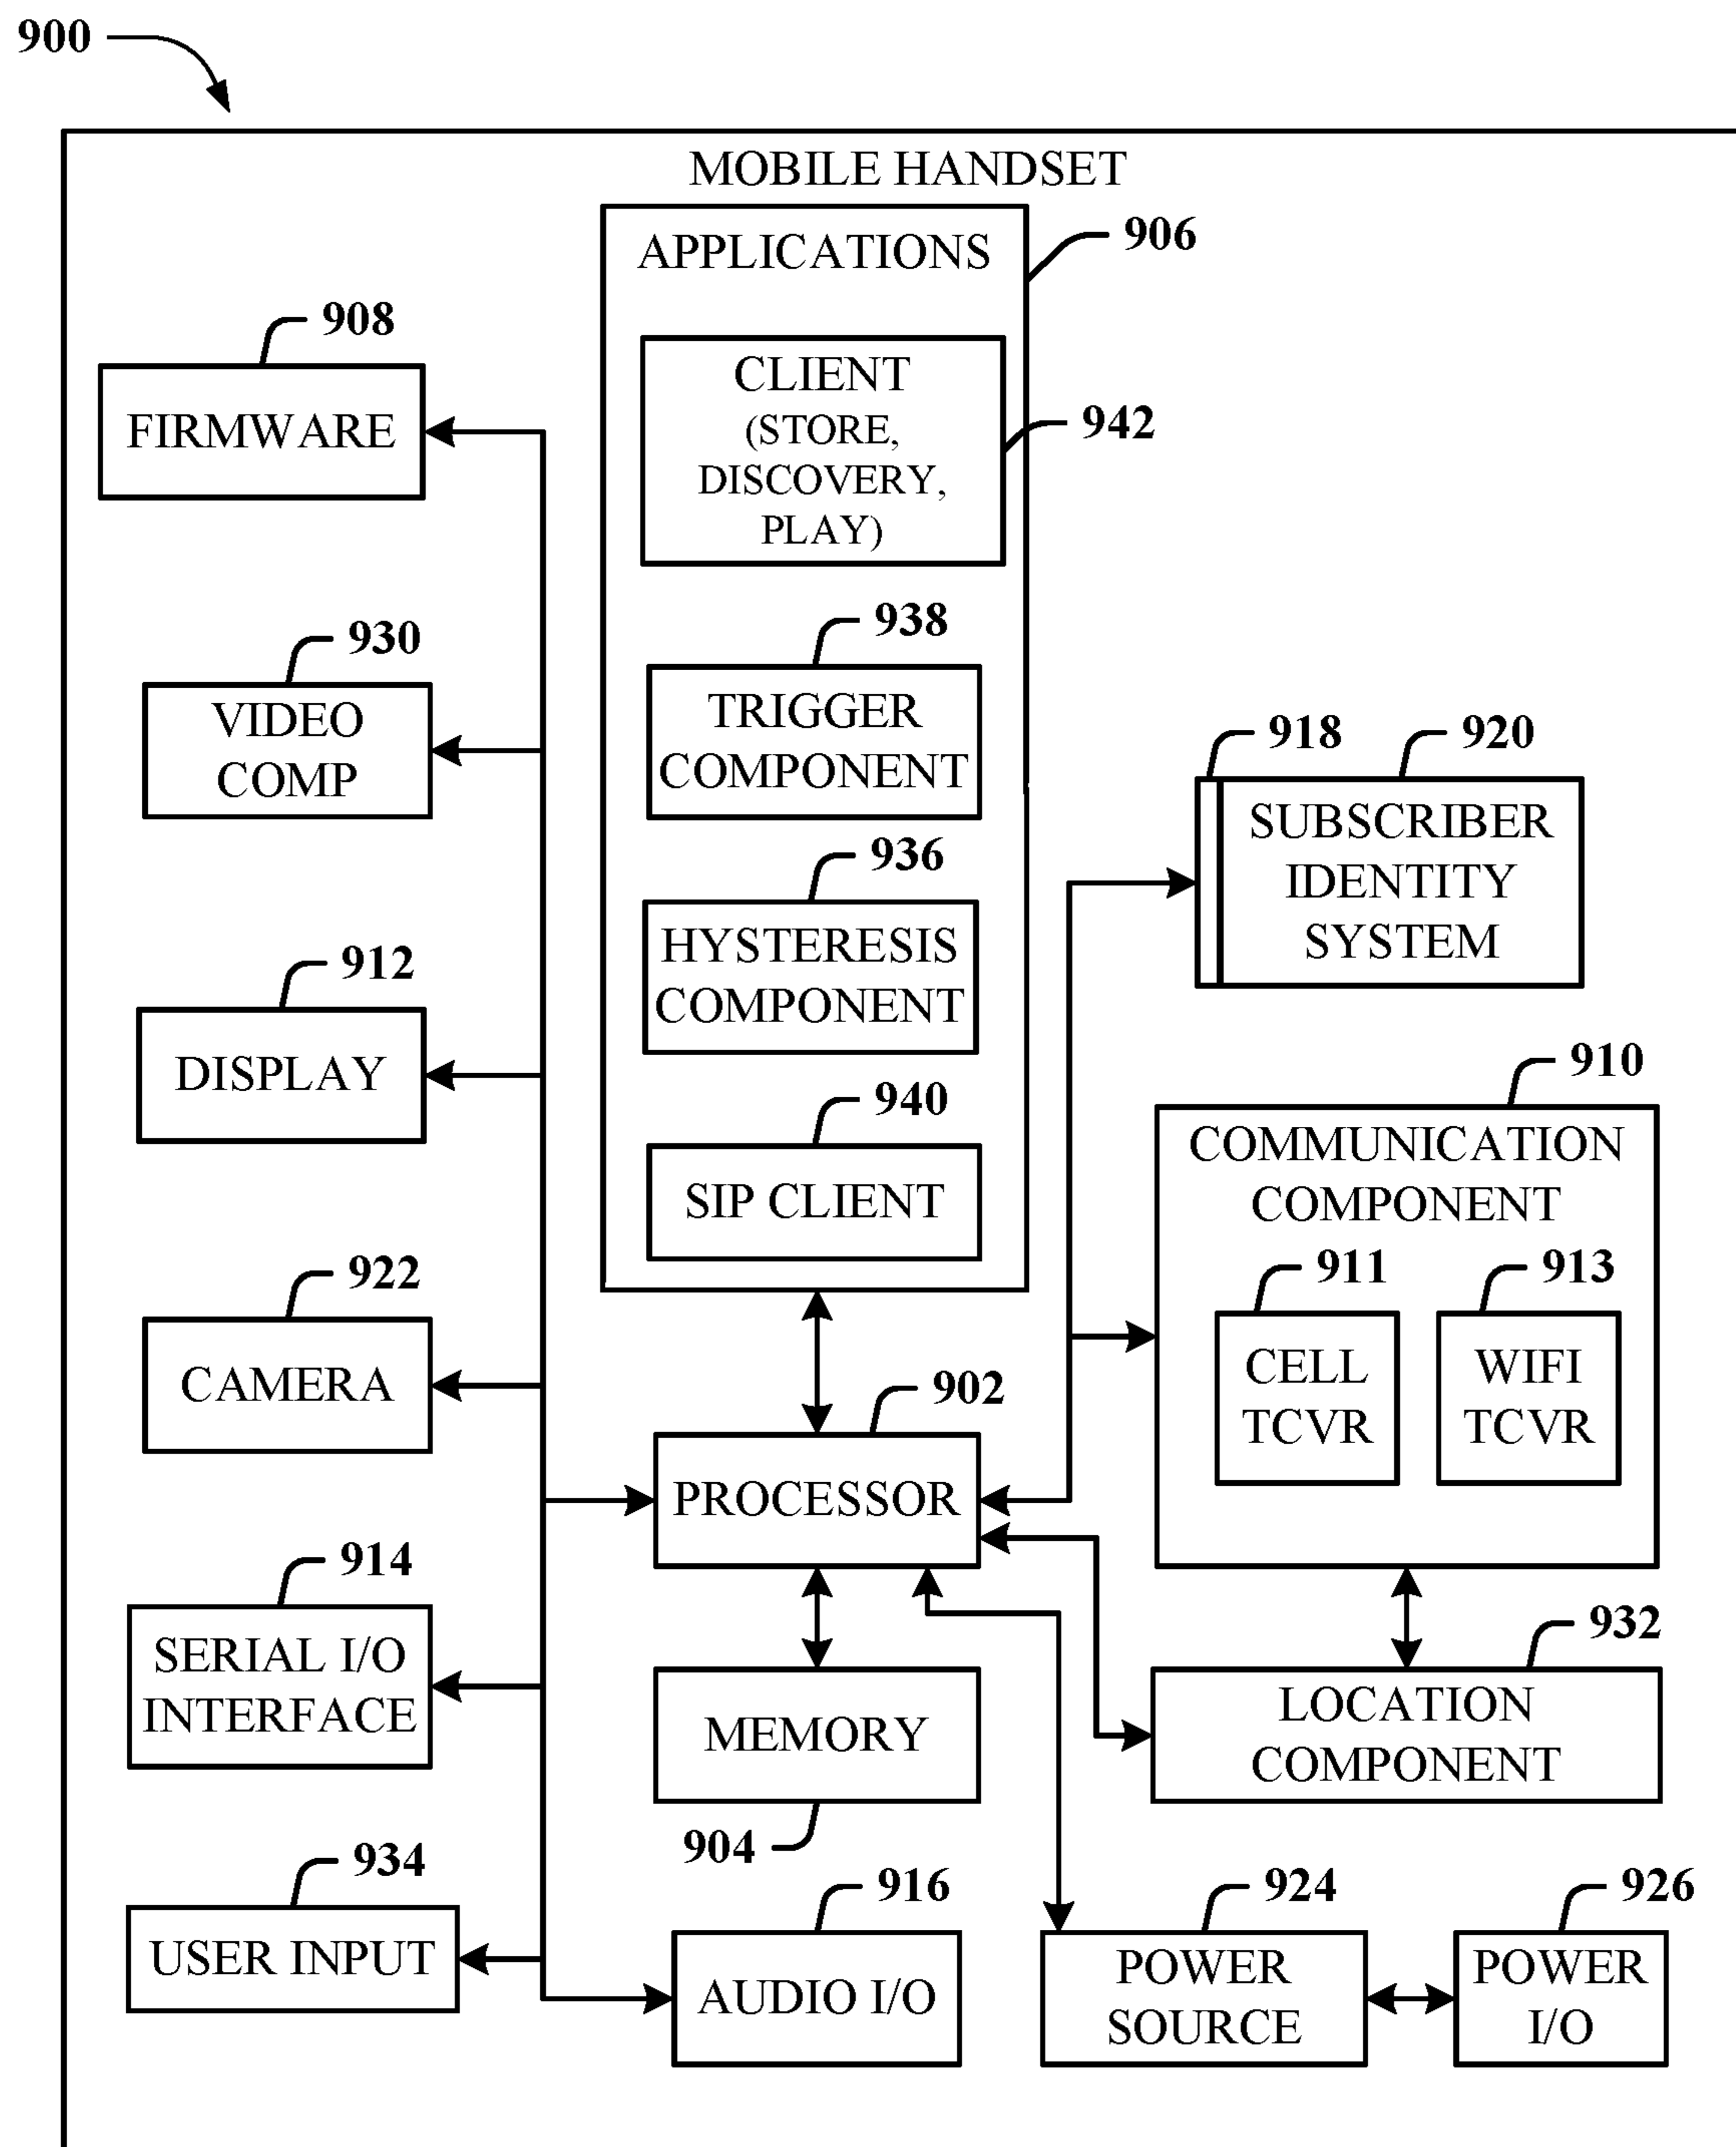 900
MOBILE HANDSET
APPLICATIONS
906
CLIENT
(STORE,
DISCOVERY,
PLAY)
942
938
TRIGGER
COMPONENT
936
HYSTERESIS
COMPONENT
940
SIP CLIENT
908
FIRMWARE
930
VIDEO
COMP
912
DISPLAY
922
CAMERA
914
SERIAL I/O
INTERFACE
934
USER INPUT
902
PROCESSOR
MEMORY
904
916
AUDIO I/O
918
920
SUBSCRIBER
IDENTITY
SYSTEM
910
COMMUNICATION
COMPONENT
911
CELL
TCVR
913
WIFI
TCVR
932
LOCATION
COMPONENT
924
POWER
SOURCE
926
POWER
I/O